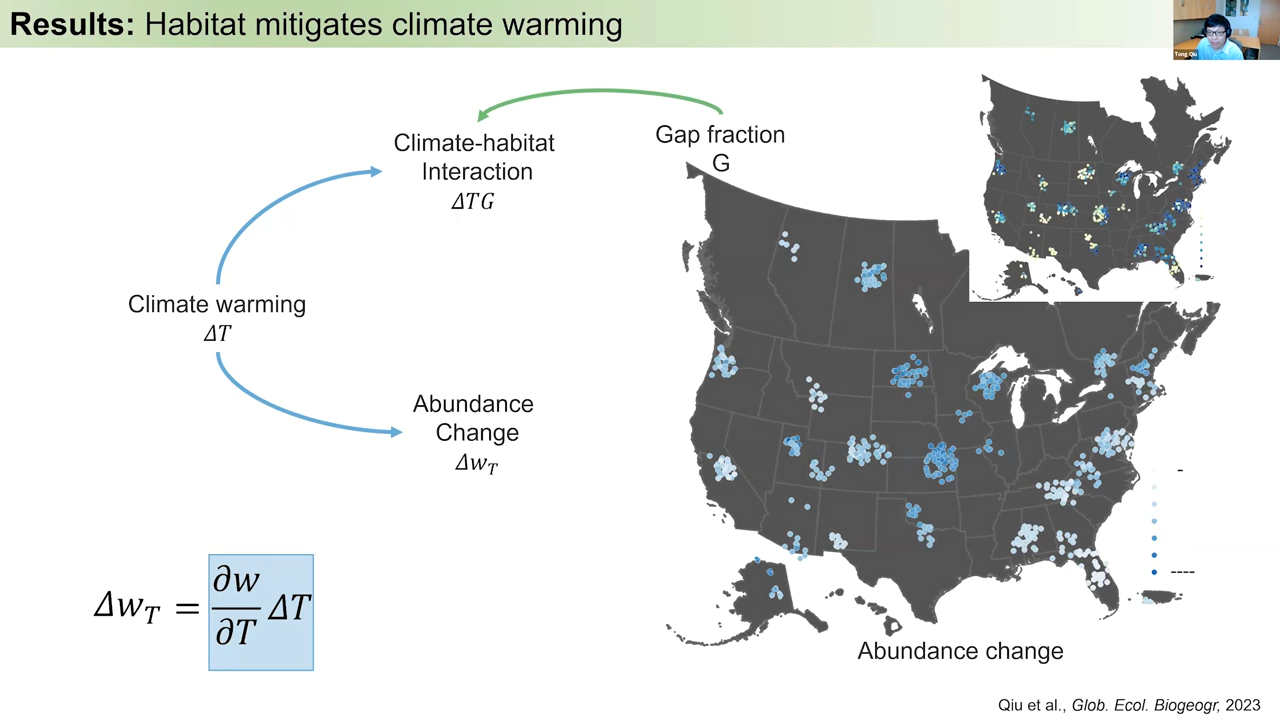 Results: Habitat mitigates climate warming
Tong Qiu
Climate-habitat
Interaction
ΔTG
Gap fraction
G
Climate warming
ΔT
Abundance
Change
Δw_T
Δw_T = ∂w/∂T ΔT
-
----
Abundance change
Qiu et al., Glob. Ecol. Biogeogr, 2023